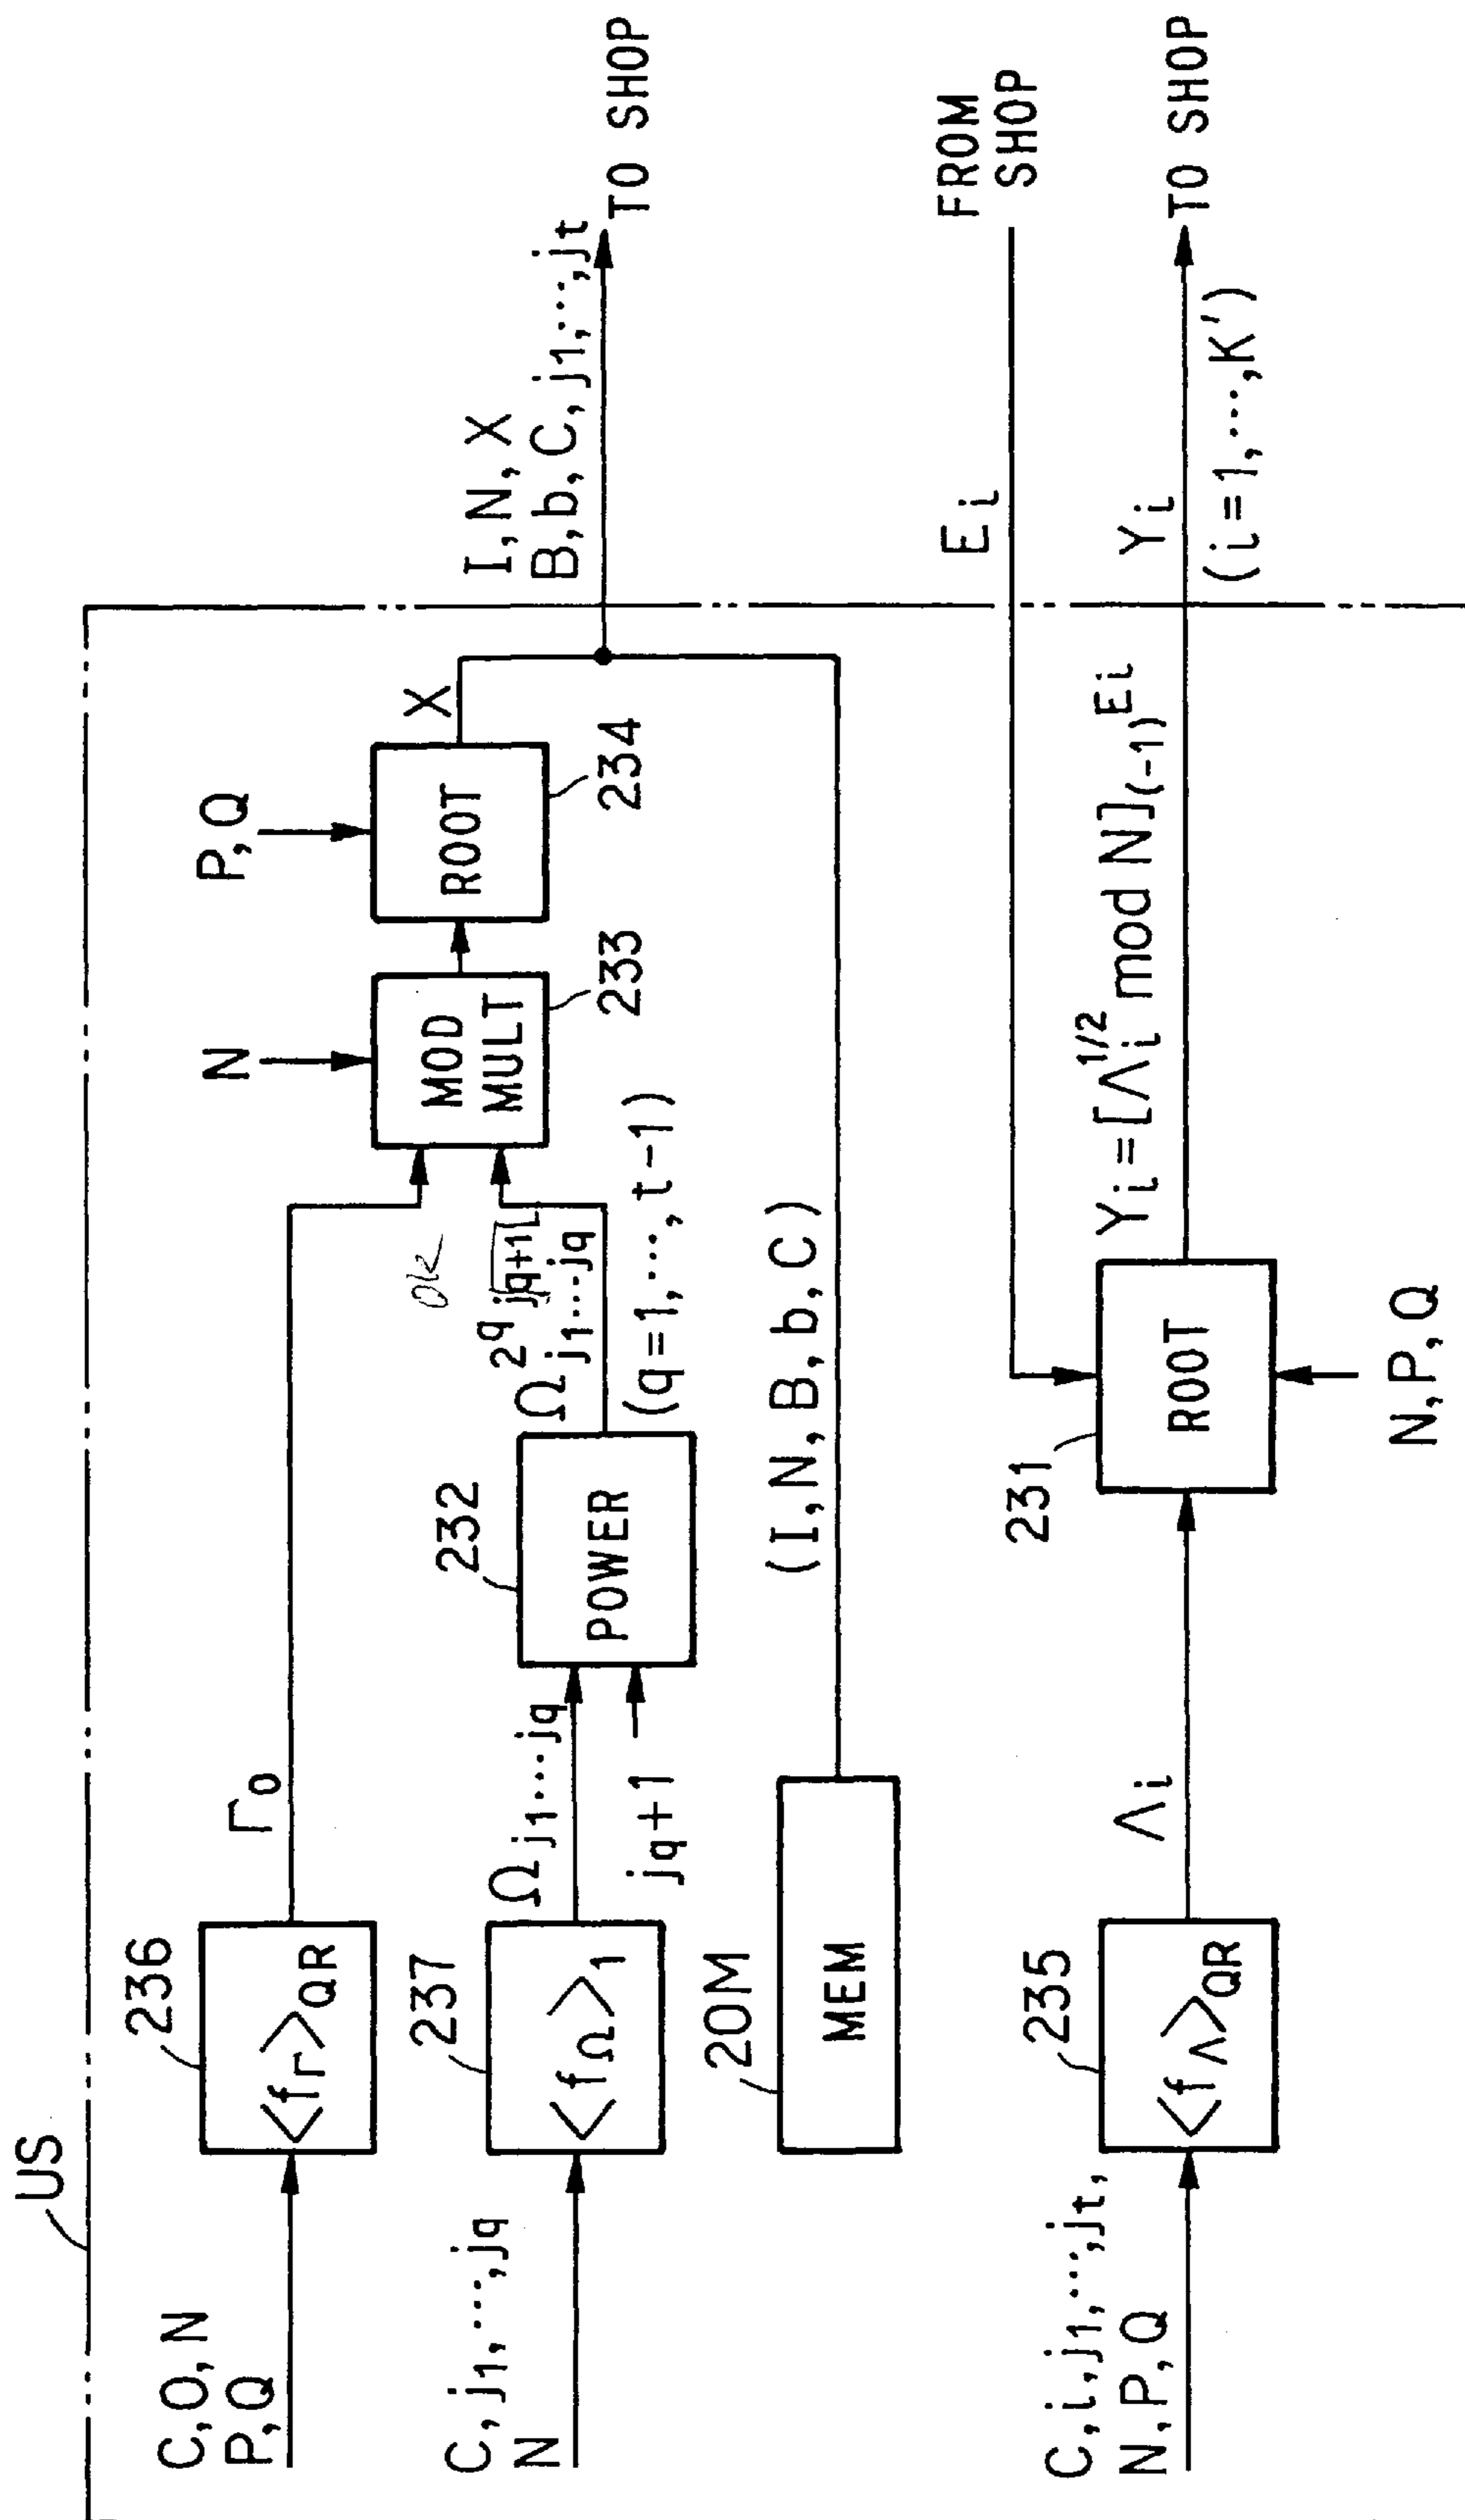 US
C,O,N
P,Q
236
<fΓ>QR
Γo
N
P,Q
MOD
MULT
233
ROOT
234
X
I,N,X
B,b,C,j1,...,jt
TO SHOP
C,j1,...,jq
N
237
<fΩ>1
Ωj1...jq
jq+1
232
POWER
OK
Ω2q jq+1
j1...jq
(q=1,...,t-1)
20M
MEM
(I,N,B,b,C)
FROM
SHOP
Ei
C,i,j1,...,jt,
N,P,Q
235
<fΛ>QR
Λi
231
ROOT
N,P,Q
Yi=[Λi1/2 mod N](-1)Ei
Yi
(i=1,...,K')
TO SHOP